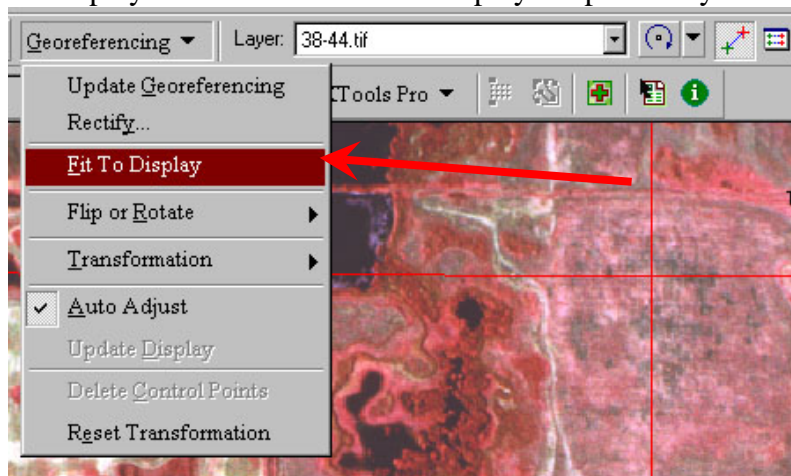 Georeferencing Layer: 38-44.tif
Tools Pro
Update Georeferencing
Rectify...
Fit To Display
Flip or Rotate
Transformation
Auto Adjust
Update Display
Delete Control Points
Reset Transformation